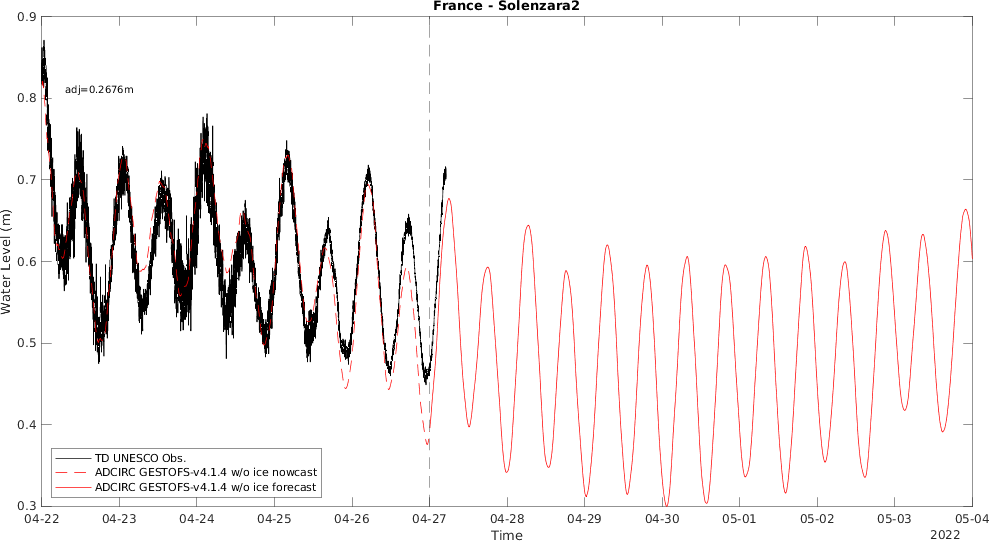 France - Solenzara2
0.9
0.8
0.7
0.6
0.5
0.4
0.3
Water Level (m)
adj=0.2676m
TD UNESCO Obs.
ADCIRC GESTOFS-v4.1.4 w/o ice nowcast
ADCIRC GESTOFS-v4.1.4 w/o ice forecast
04-22 04-23 04-24 04-25 04-26 04-27 04-28 04-29 04-30 05-01 05-02 05-03 05-04
Time
2022